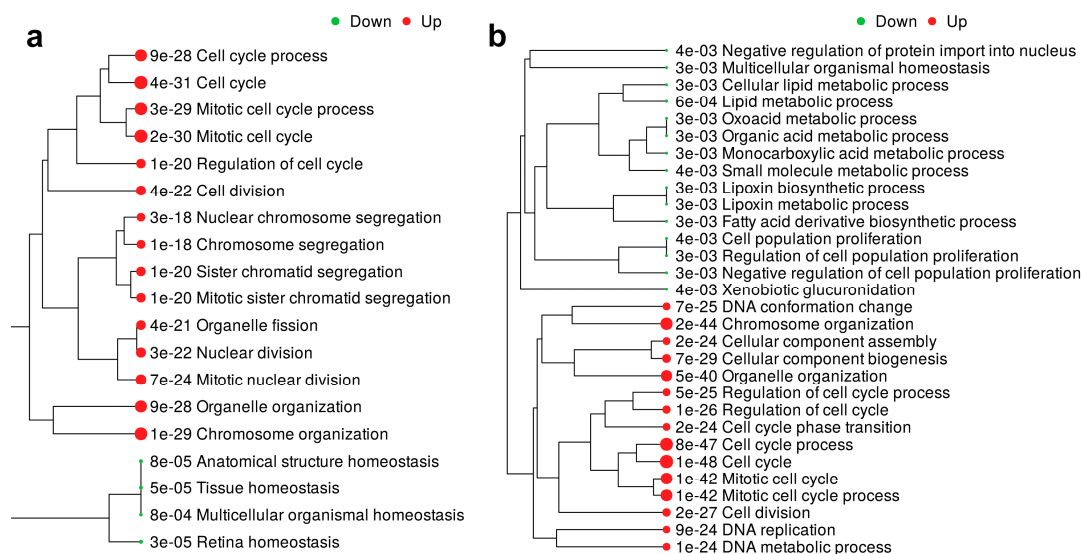 a
Down Up
9e-28 Cell cycle process
4e-31 Cell cycle
3e-29 Mitotic cell cycle process
2e-30 Mitotic cell cycle
1e-20 Regulation of cell cycle
4e-22 Cell division
3e-18 Nuclear chromosome segregation
1e-18 Chromosome segregation
1e-20 Sister chromatid segregation
1e-20 Mitotic sister chromatid segregation
4e-21 Organelle fission
3e-22 Nuclear division
7e-24 Mitotic nuclear division
9e-28 Organelle organization
1e-29 Chromosome organization
8e-05 Anatomical structure homeostasis
5e-05 Tissue homeostasis
8e-04 Multicellular organismal homeostasis
3e-05 Retina homeostasis
b
Down Up
4e-03 Negative regulation of protein import into nucleus
3e-03 Multicellular organismal homeostasis
3e-03 Cellular lipid metabolic process
6e-04 Lipid metabolic process
3e-03 Oxoacid metabolic process
3e-03 Organic acid metabolic process
3e-03 Monocarboxylic acid metabolic process
4e-03 Small molecule metabolic process
3e-03 Lipoxin biosynthetic process
3e-03 Lipoxin metabolic process
3e-03 Fatty acid derivative biosynthetic process
4e-03 Cell population proliferation
3e-03 Regulation of cell population proliferation
3e-03 Negative regulation of cell population proliferation
4e-03 Xenobiotic glucuronidation
7e-25 DNA conformation change
2e-44 Chromosome organization
2e-24 Cellular component assembly
7e-29 Cellular component biogenesis
5e-40 Organelle organization
5e-25 Regulation of cell cycle process
1e-26 Regulation of cell cycle
2e-24 Cell cycle phase transition
8e-47 Cell cycle process
1e-48 Cell cycle
1e-42 Mitotic cell cycle
1e-42 Mitotic cell cycle process
2e-27 Cell division
9e-24 DNA replication
1e-24 DNA metabolic process